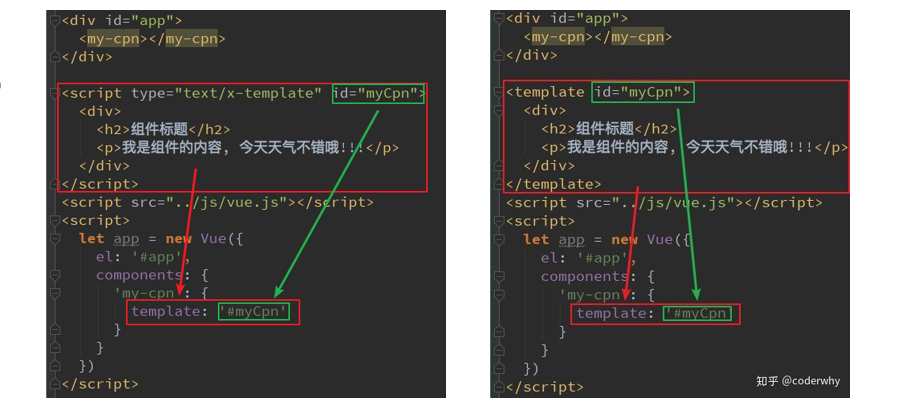 <div id="app">
<my-cpn></my-cpn>
</div>
<script type="text/x-template" id="myCpn">
<div>
<h2>组件标题</h2>
<p>我是组件的内容, 今天天气不错哦!!!</p>
</div>
</script>
<script src="../js/vue.js"></script>
<script>
let app = new Vue({
el: '#app',
components: {
'my-cpn': {
template: '#myCpn'
}
}
})
</script>
<div id="app">
<my-cpn></my-cpn>
</div>
<template id="myCpn">
<div>
<h2>组件标题</h2>
<p>我是组件的内容, 今天天气不错哦!!!</p>
</div>
</template>
<script src="../js/vue.js"></script>
<script>
let app = new Vue({
el: '#app',
components: {
'my-cpn': {
template: '#myCpn
}
}
})
</script>
知乎 @coderwhy